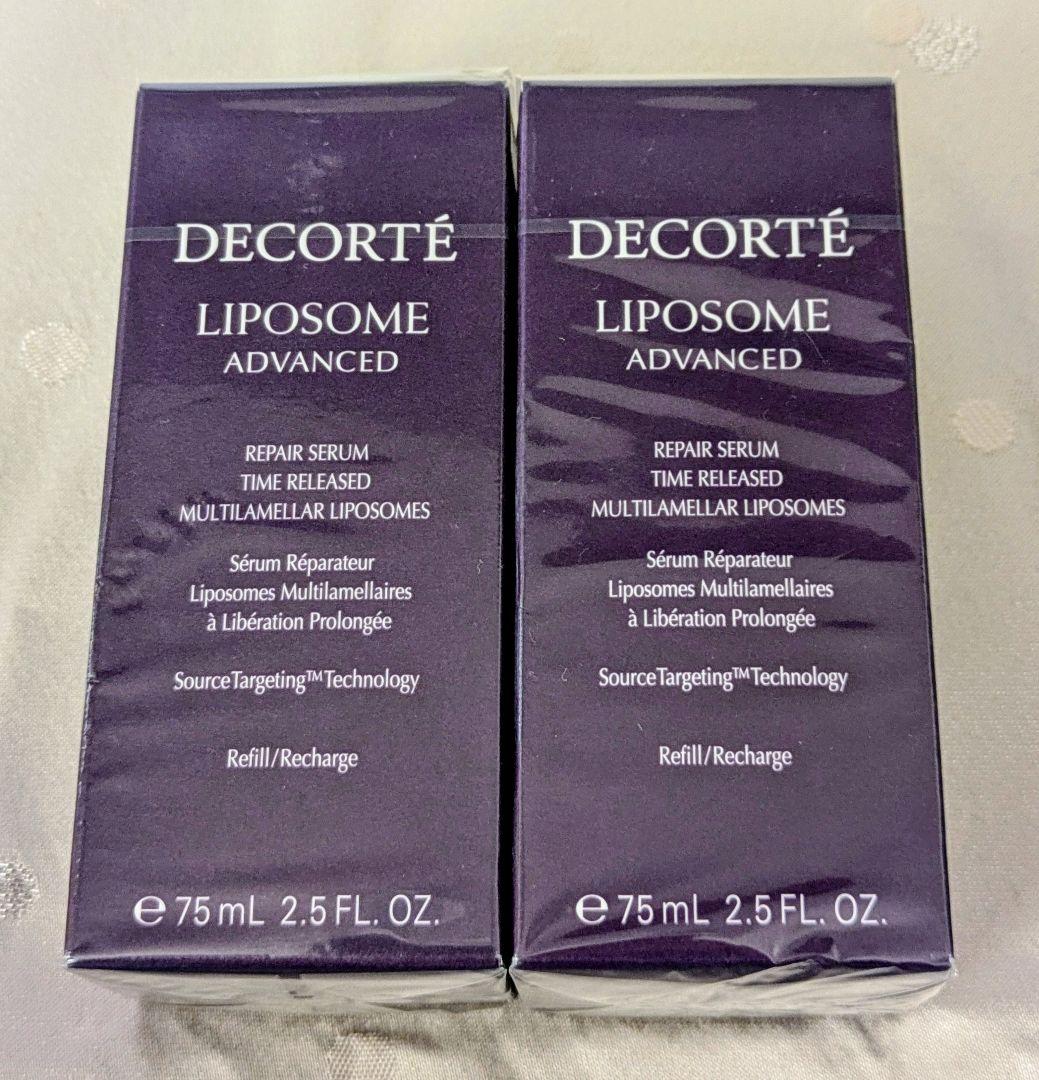 DECORTÉ
LIPOSOME
ADVANCED
REPAIR SERUM
TIME RELEASED
MULTILAMELLAR LIPOSOMES
Sérum Réparateur
Liposomes Multilamellaires
à Libération Prolongée
SourceTargeting™Technology
Refill/Recharge
℮ 75 mL 2.5 FL. OZ.
DECORTÉ
LIPOSOME
ADVANCED
REPAIR SERUM
TIME RELEASED
MULTILAMELLAR LIPOSOMES
Sérum Réparateur
Liposomes Multilamellaires
à Libération Prolongée
SourceTargeting™Technology
Refill/Recharge
℮ 75 mL 2.5 FL. OZ.